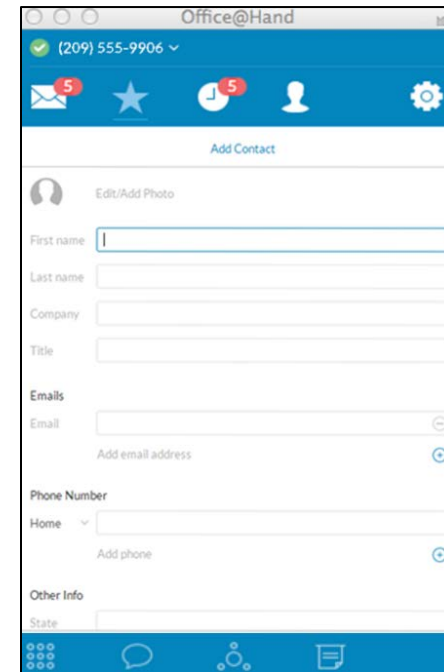 Office@Hand
(209) 555-9906
5
5
Add Contact
Edit/Add Photo
First name
Last name
Company
Title
Emails
Email
Add email address
Phone Number
Home
Add phone
Other Info
State